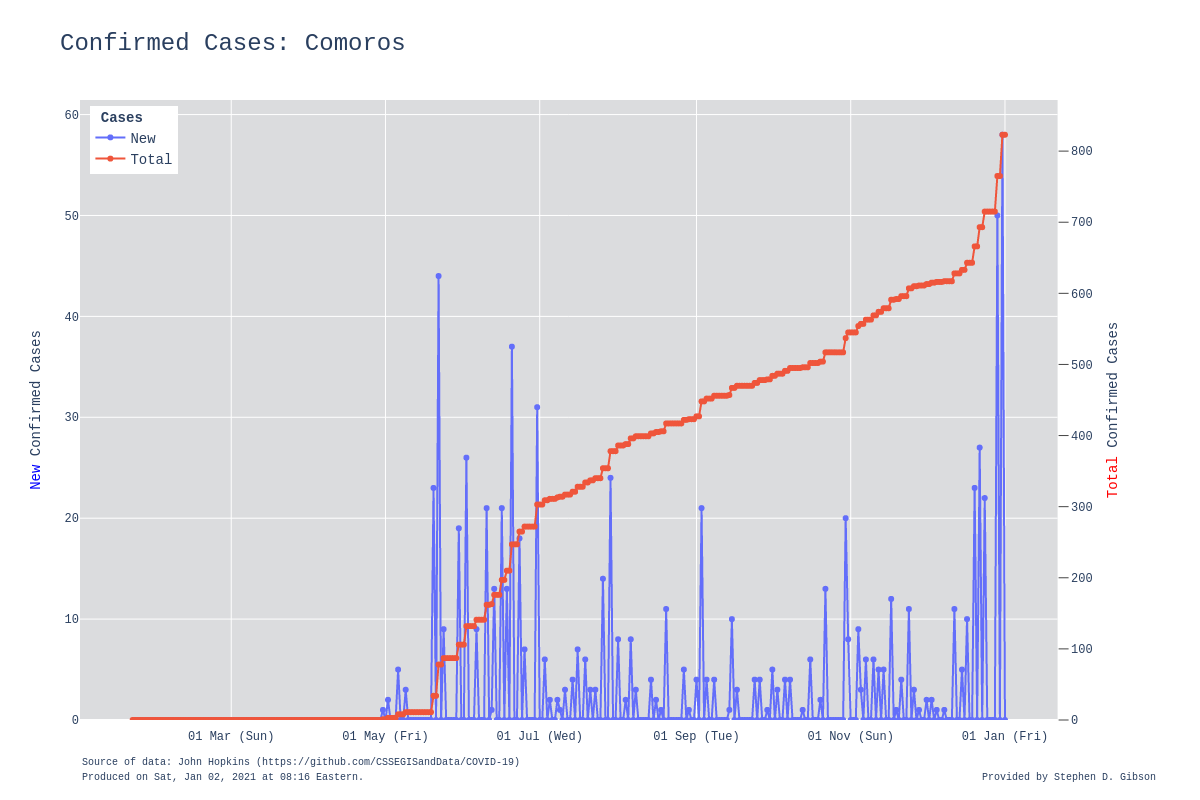 Confirmed Cases: Comoros
Cases
New
Total
60
50
40
30
20
10
0
New Confirmed Cases
800
700
600
500
400
300
200
100
0
Total Confirmed Cases
01 Mar (Sun) 01 May (Fri) 01 Jul (Wed) 01 Sep (Tue) 01 Nov (Sun) 01 Jan (Fri)
Source of data: John Hopkins (https://github.com/CSSEGISandData/COVID-19)
Produced on Sat, Jan 02, 2021 at 08:16 Eastern.
Provided by Stephen D. Gibson